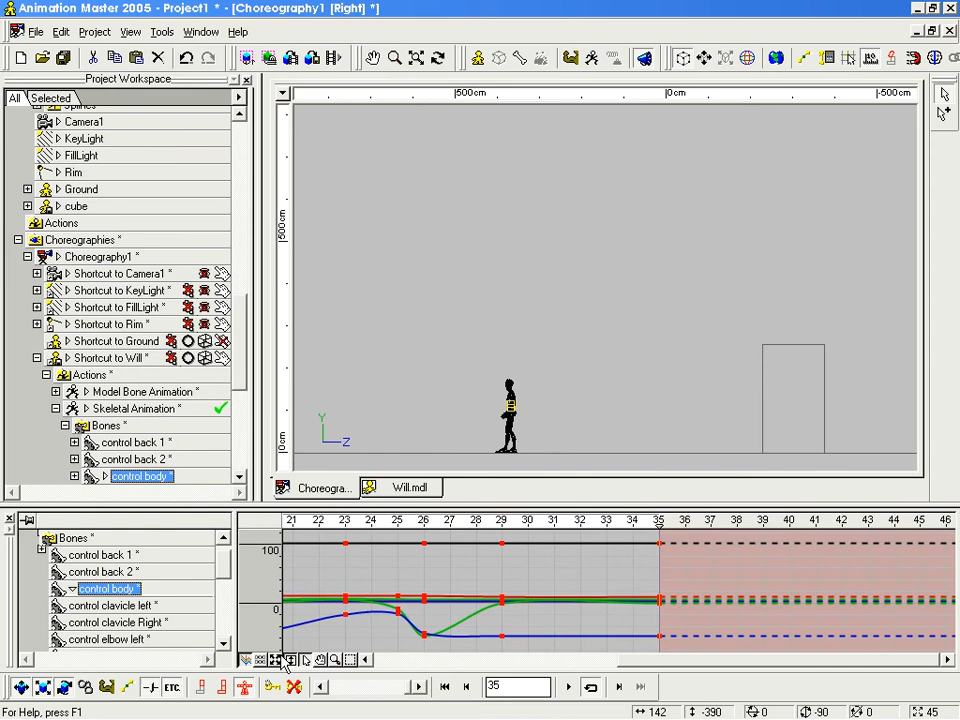 Animation Master 2005 - Project1 * - [Choreography1 [Right] *]
File Edit Project View Tools Window Help
Project Workspace
All Selected
Splines
Camera1
KeyLight
FillLight
Rim
Ground
cube
Actions
Choreographies *
Choreography1 *
Shortcut to Camera1 *
Shortcut to KeyLight *
Shortcut to FillLight *
Shortcut to Rim *
Shortcut to Ground
Shortcut to Will *
Actions *
Model Bone Animation *
Skeletal Animation *
Bones *
control back 1 *
control back 2 *
control body *
500cm 0cm -500cm
500cm
0cm
Y
Z
Choreogra... Will.mdl
Bones *
control back 1 *
control back 2 *
control body *
control clavicle left *
control clavicle Right *
control elbow left *
21 22 23 24 25 26 27 28 29 30 31 32 33 34 35 36 37 38 39 40 41 42 43 44 45 46
100
0
ETC.
35
For Help, press F1
142 -390 0 -90 0 45